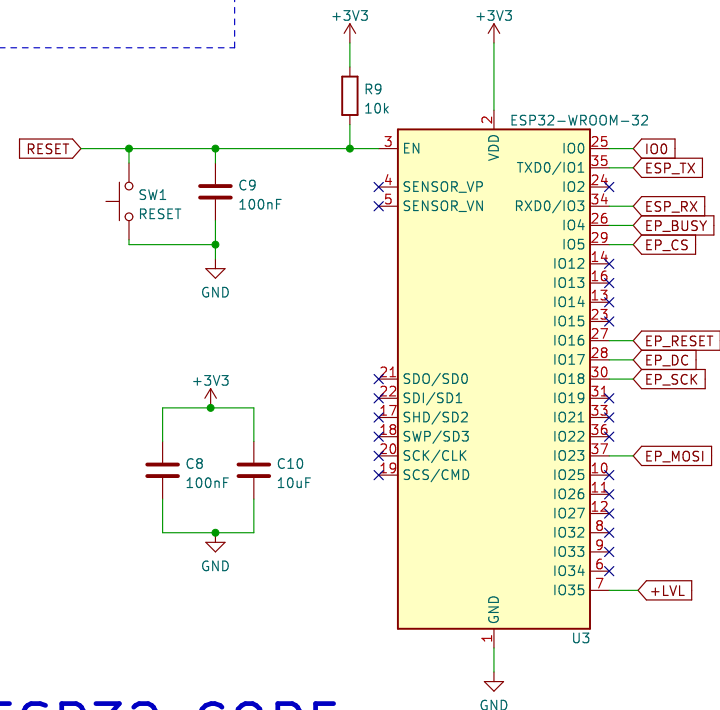 +3V3
+3V3
R9
10k
2
ESP32-WROOM-32
VDD
RESET
3 EN
IO0 25 IO0
TXD0/IO1 35 ESP_TX
4 SENSOR_VP
IO2 24
5 SENSOR_VN
RXD0/IO3 34 ESP_RX
SW1
RESET
C9
100nF
IO4 26 EP_BUSY
IO5 29 EP_CS
GND
IO12 14
IO13 16
IO14 13
IO15 23
IO16 27 EP_RESET
IO17 28 EP_DC
+3V3
21 SDO/SD0
IO18 30 EP_SCK
22 SDI/SD1
IO19 31
17 SHD/SD2
IO21 33
18 SWP/SD3
IO22 36
20 SCK/CLK
IO23 37 EP_MOSI
19 SCS/CMD
IO25 10
C8
100nF
C10
10uF
IO26 11
IO27 12
IO32 8
IO33 9
IO34 6
IO35 7 +LVL
GND
GND
1
U3
GND